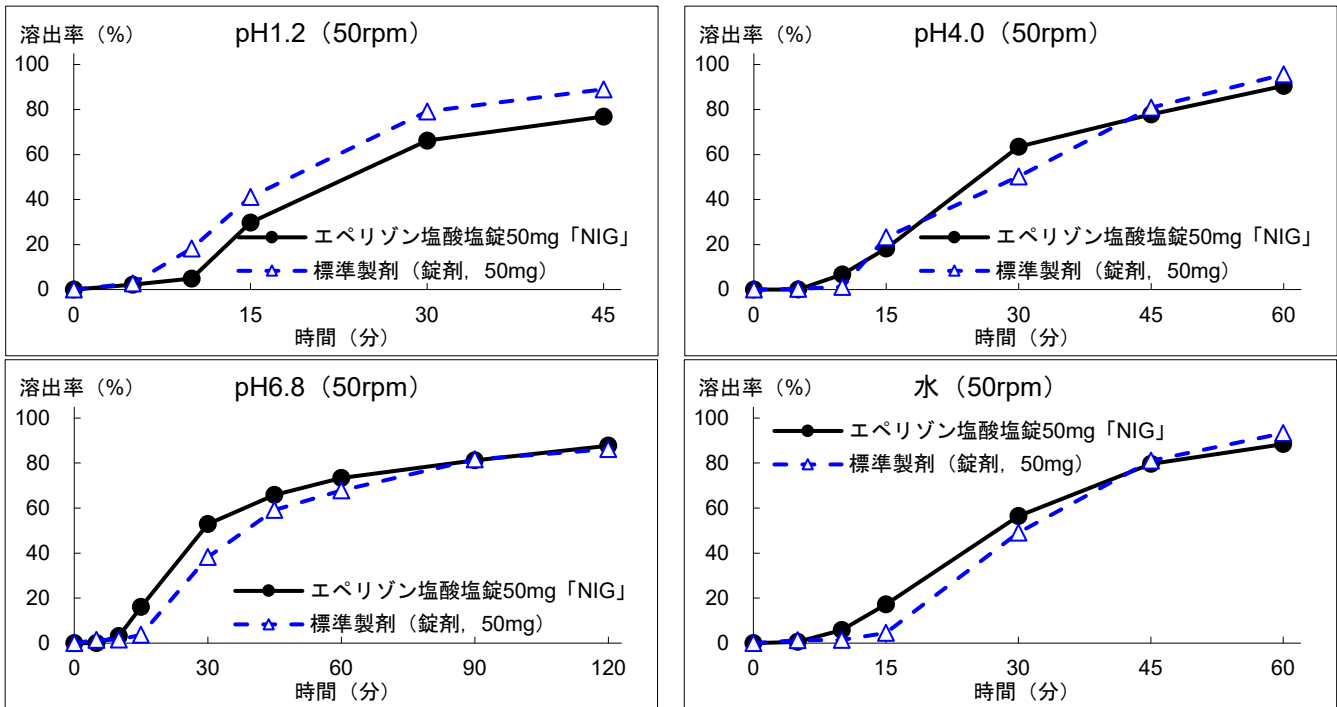 溶出率（%）
pH1.2（50rpm）
100
80
60
40
20
0
エペリゾン塩酸塩錠50mg「NIG」
標準製剤（錠剤，50mg）
0 15 30 45
時間（分）
溶出率（%）
pH4.0（50rpm）
100
80
60
40
20
0
エペリゾン塩酸塩錠50mg「NIG」
標準製剤（錠剤，50mg）
0 15 30 45 60
時間（分）
溶出率（%）
pH6.8（50rpm）
100
80
60
40
20
0
エペリゾン塩酸塩錠50mg「NIG」
標準製剤（錠剤，50mg）
0 30 60 90 120
時間（分）
溶出率（%）
水（50rpm）
100
80
60
40
20
0
エペリゾン塩酸塩錠50mg「NIG」
標準製剤（錠剤，50mg）
0 15 30 45 60
時間（分）